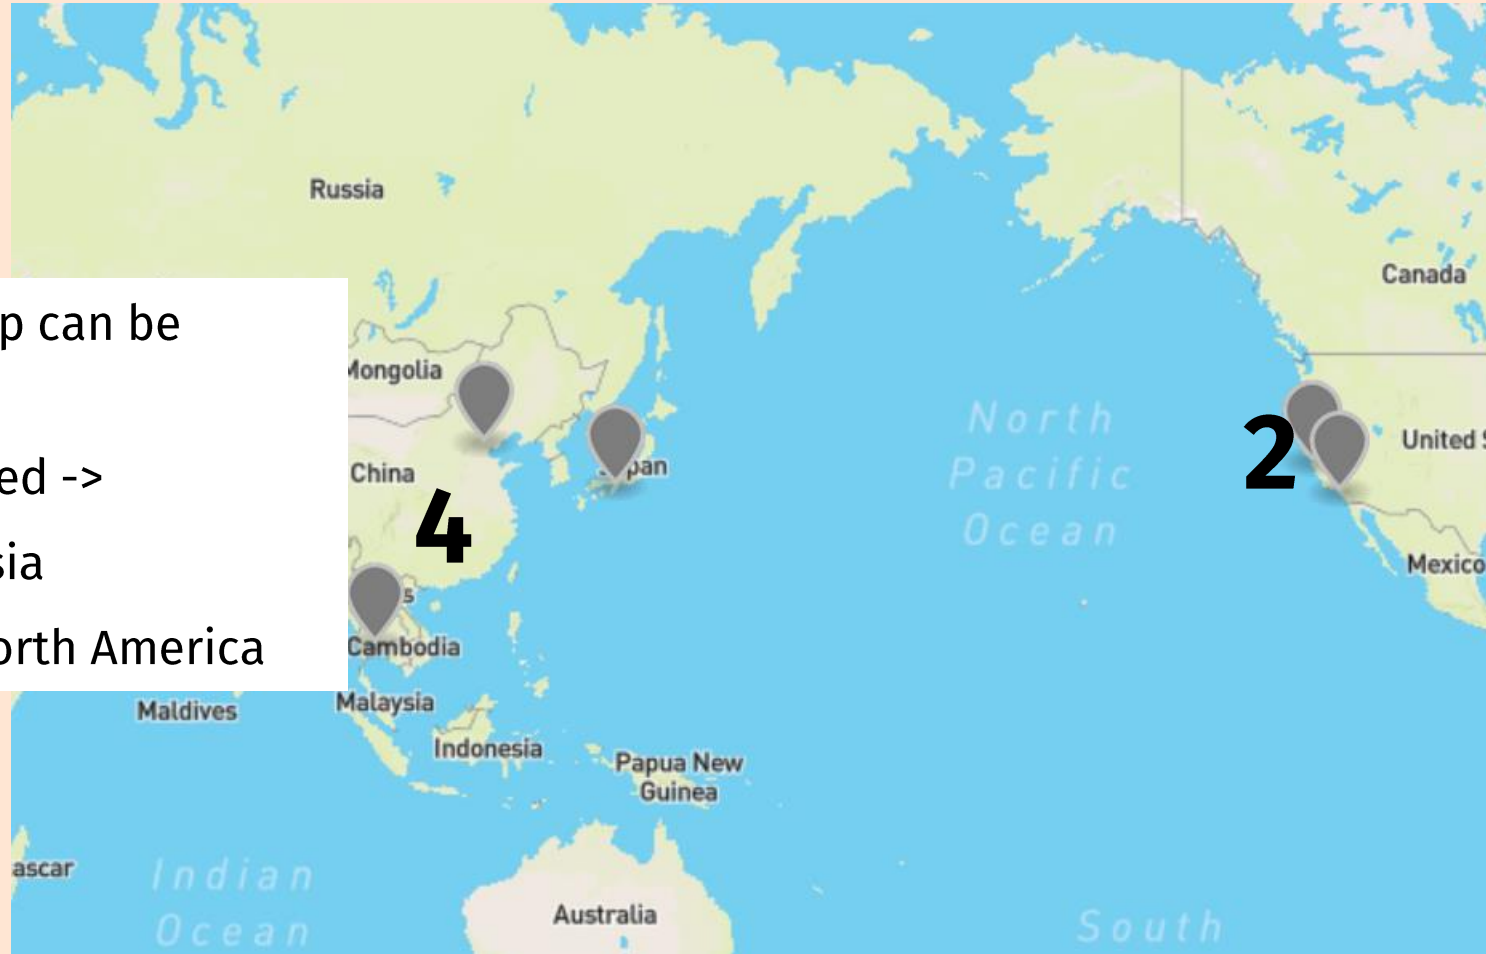 Russia
Canada
p can be
Mongolia
United S
China
pan
ed ->
North
Pacific
Ocean
2
4
sia
Mexico
s
orth America
Cambodia
Maldives
Malaysia
Indonesia
Papua New
Guinea
ascar
Indian
Ocean
Australia
South